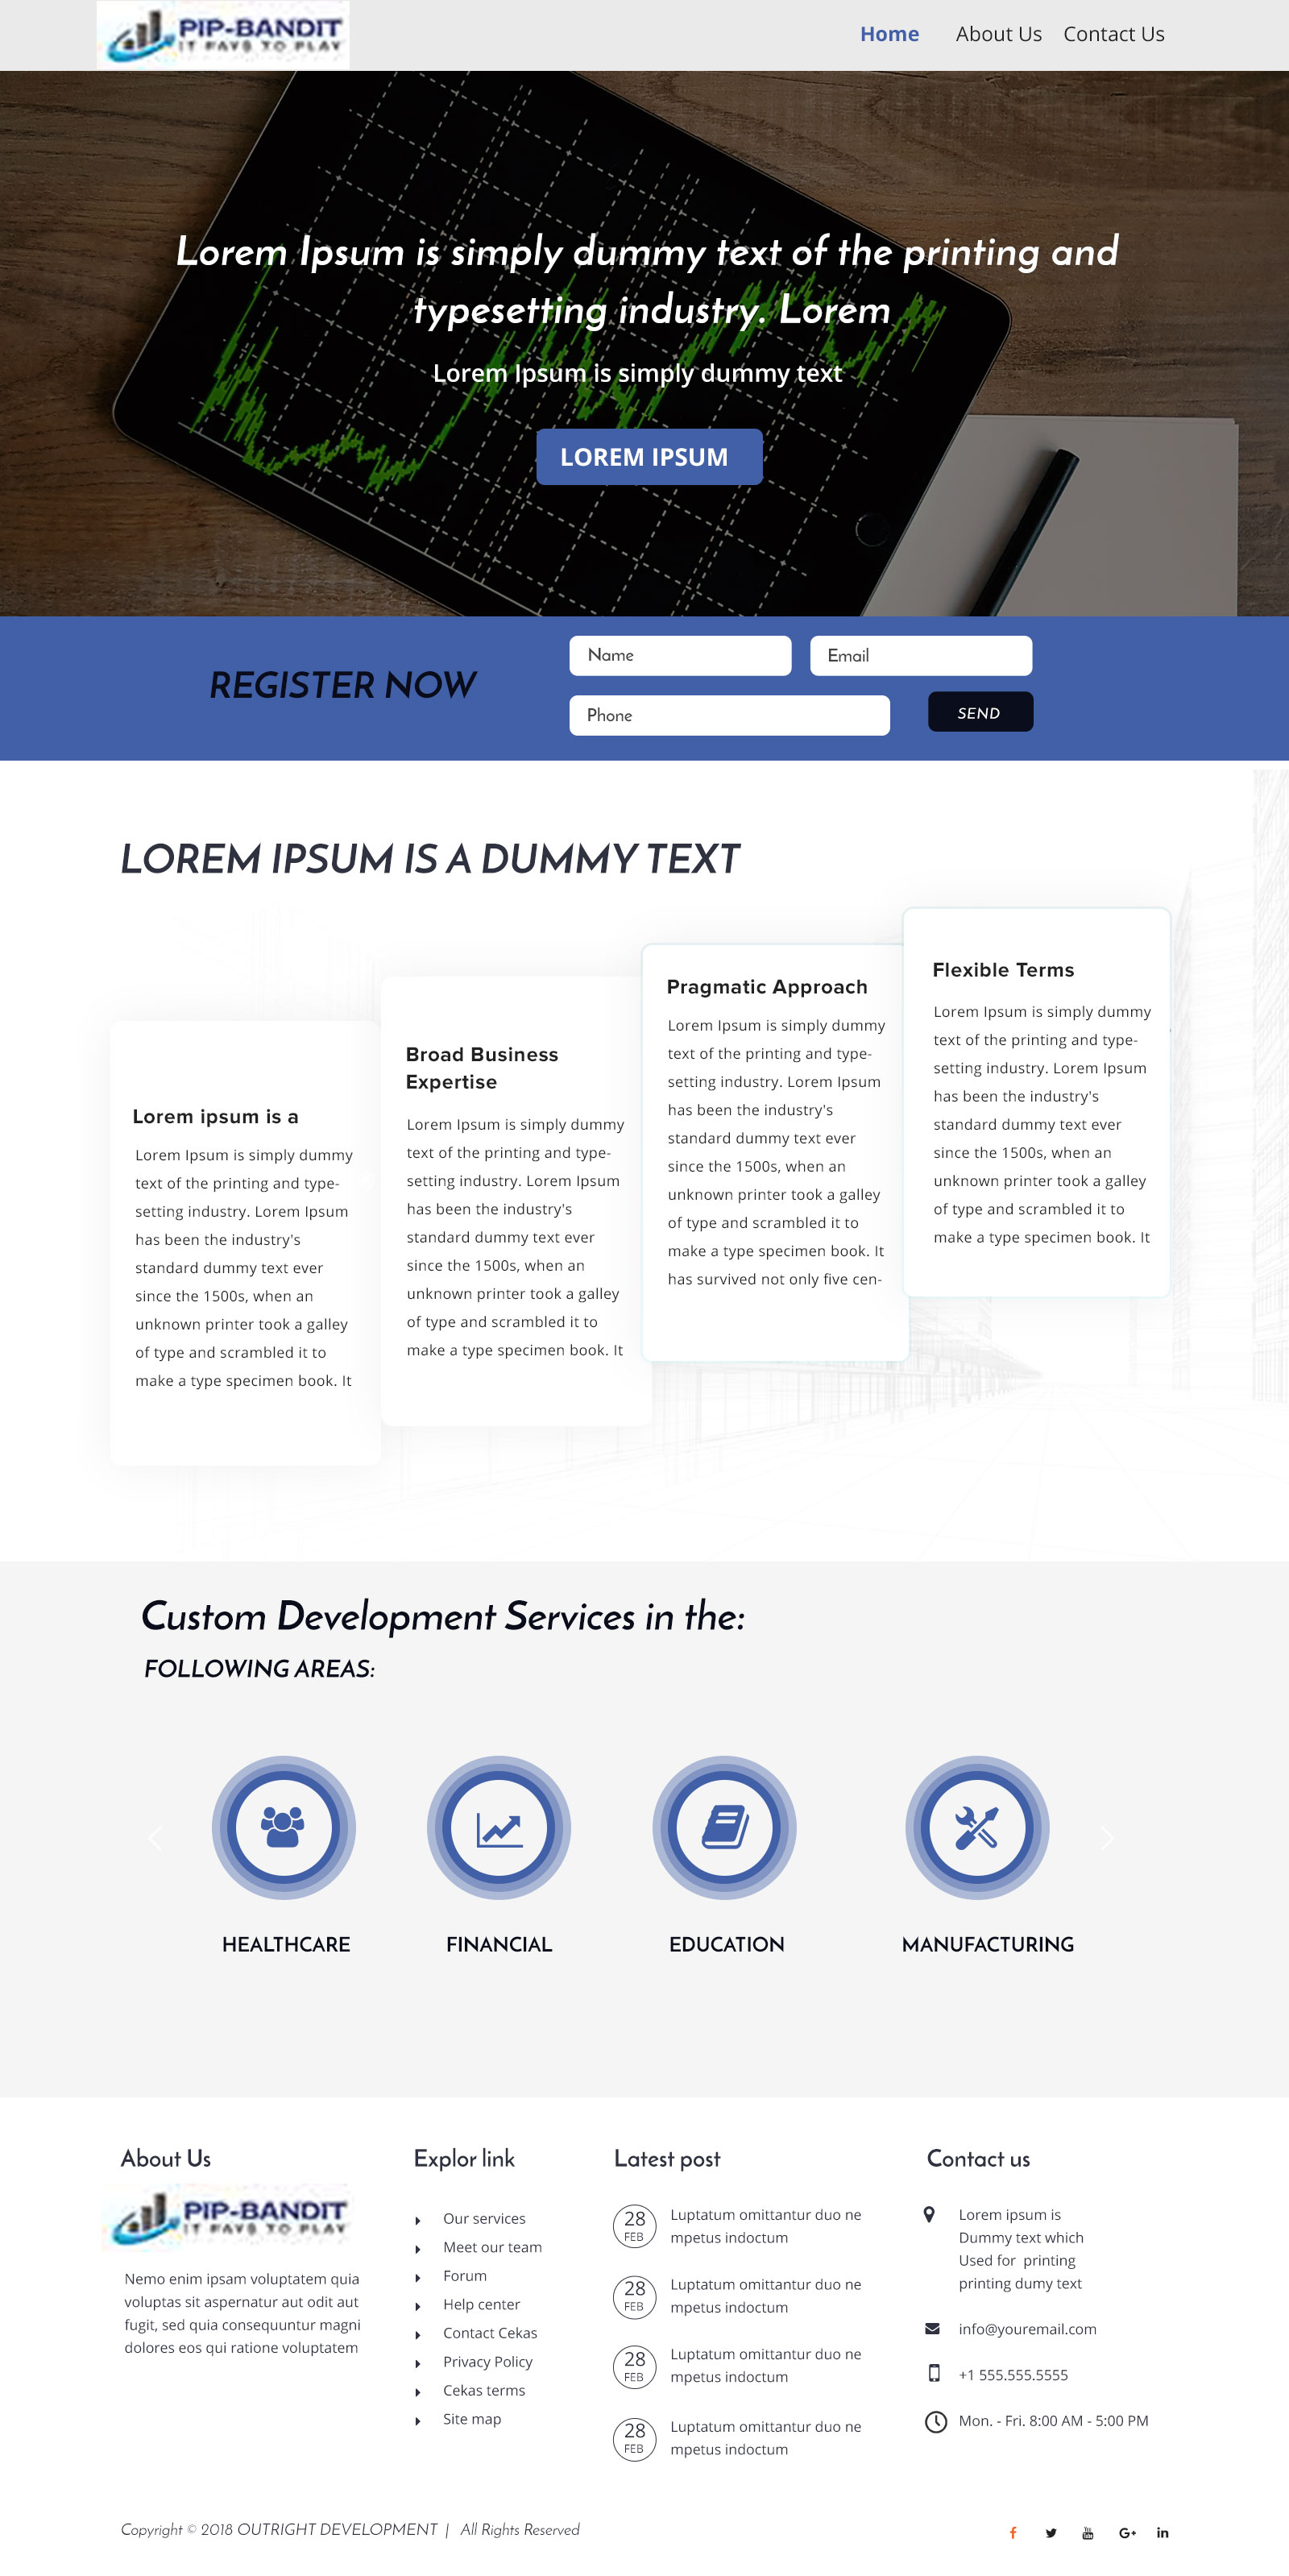 PIP-BANDIT
IT PAYS TO PLAY
Home About Us Contact Us
Lorem Ipsum is simply dummy text of the printing and
typesetting industry. Lorem
Lorem Ipsum is simply dummy text
LOREM IPSUM
REGISTER NOW
Name Email
Phone SEND
LOREM IPSUM IS A DUMMY TEXT
Lorem ipsum is a
Lorem Ipsum is simply dummy
text of the printing and type-
setting industry. Lorem Ipsum
has been the industry's
standard dummy text ever
since the 1500s, when an
unknown printer took a galley
of type and scrambled it to
make a type specimen book. It
Broad Business
Expertise
Lorem Ipsum is simply dummy
text of the printing and type-
setting industry. Lorem Ipsum
has been the industry's
standard dummy text ever
since the 1500s, when an
unknown printer took a galley
of type and scrambled it to
make a type specimen book. It
Pragmatic Approach
Lorem Ipsum is simply dummy
text of the printing and type-
setting industry. Lorem Ipsum
has been the industry's
standard dummy text ever
since the 1500s, when an
unknown printer took a galley
of type and scrambled it to
make a type specimen book. It
has survived not only five cen-
Flexible Terms
Lorem Ipsum is simply dummy
text of the printing and type-
setting industry. Lorem Ipsum
has been the industry's
standard dummy text ever
since the 1500s, when an
unknown printer took a galley
of type and scrambled it to
make a type specimen book. It
Custom Development Services in the:
FOLLOWING AREAS:
HEALTHCARE
FINANCIAL
EDUCATION
MANUFACTURING
About Us
PIP-BANDIT
IT PAYS TO PLAY
Nemo enim ipsam voluptatem quia
voluptas sit aspernatur aut odit aut
fugit, sed quia consequuntur magni
dolores eos qui ratione voluptatem
Explor link
Our services
Meet our team
Forum
Help center
Contact Cekas
Privacy Policy
Cekas terms
Site map
Latest post
28
FEB
Luptatum omittantur duo ne
mpetus indoctum
28
FEB
Luptatum omittantur duo ne
mpetus indoctum
28
FEB
Luptatum omittantur duo ne
mpetus indoctum
28
FEB
Luptatum omittantur duo ne
mpetus indoctum
Contact us
Lorem ipsum is
Dummy text which
Used for printing
printing dumy text
info@youremail.com
+1 555.555.5555
Mon. - Fri. 8:00 AM - 5:00 PM
Copyright © 2018 OUTRIGHT DEVELOPMENT | All Rights Reserved